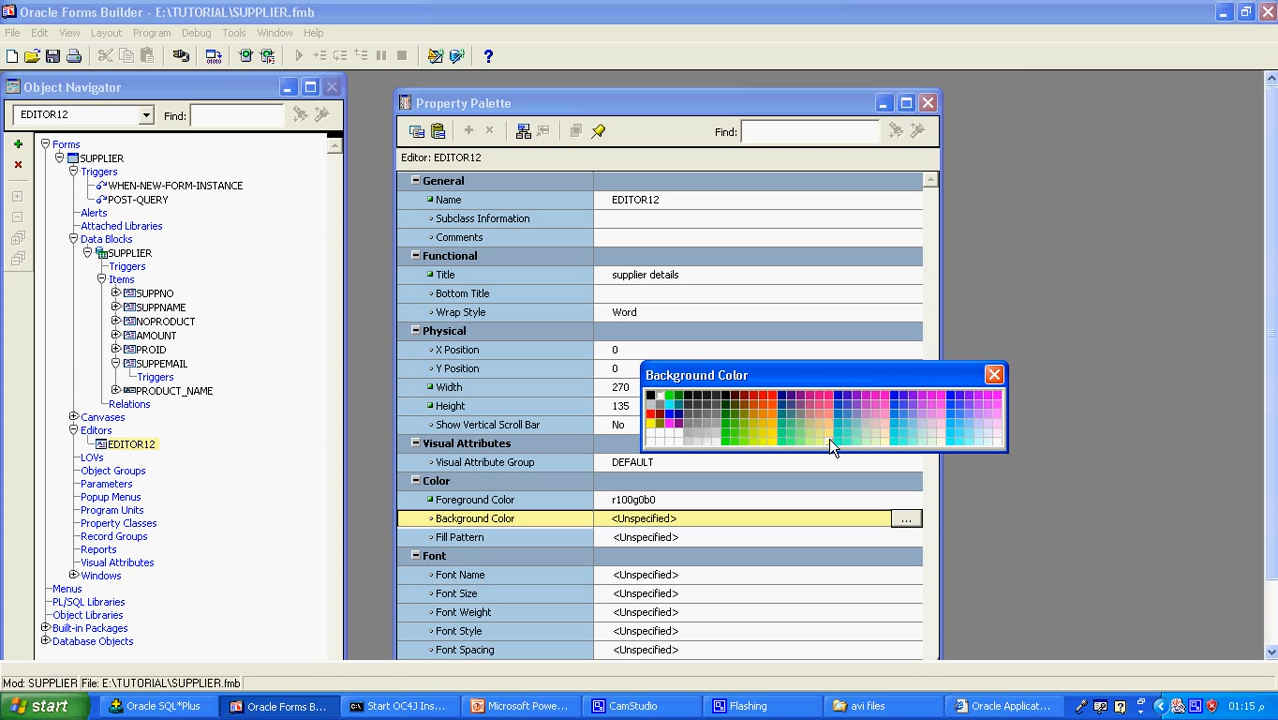 Oracle Forms Builder - E:\TUTORIAL\SUPPLIER.fmb
File Edit View Layout Program Debug Tools Window Help
Object Navigator
EDITOR12 Find:
Forms
SUPPLIER
Triggers
WHEN-NEW-FORM-INSTANCE
POST-QUERY
Alerts
Attached Libraries
Data Blocks
SUPPLIER
Triggers
Items
SUPPNO
SUPPNAME
NOPRODUCT
AMOUNT
PROID
SUPPEMAIL
Triggers
PRODUCT_NAME
Relations
Canvases
Editors
EDITOR12
LOVs
Object Groups
Parameters
Popup Menus
Program Units
Property Classes
Record Groups
Reports
Visual Attributes
Windows
Menus
PL/SQL Libraries
Object Libraries
Built-in Packages
Database Objects
Property Palette
Find:
Editor: EDITOR12
General
Name EDITOR12
Subclass Information
Comments
Functional
Title supplier details
Bottom Title
Wrap Style Word
Physical
X Position 0
Y Position 0
Width 270
Height 135
Show Vertical Scroll Bar No
Visual Attributes
Visual Attribute Group DEFAULT
Color
Foreground Color r100g0b0
Background Color <Unspecified> ...
Fill Pattern <Unspecified>
Font
Font Name <Unspecified>
Font Size <Unspecified>
Font Weight <Unspecified>
Font Style <Unspecified>
Font Spacing <Unspecified>
Background Color
Mod: SUPPLIER File: E:\TUTORIAL\SUPPLIER.fmb
start Oracle SQL*Plus Oracle Forms B... Start OC4J Ins... Microsoft Powe... CamStudio Flashing avi files Oracle Applicat... 01:15 م